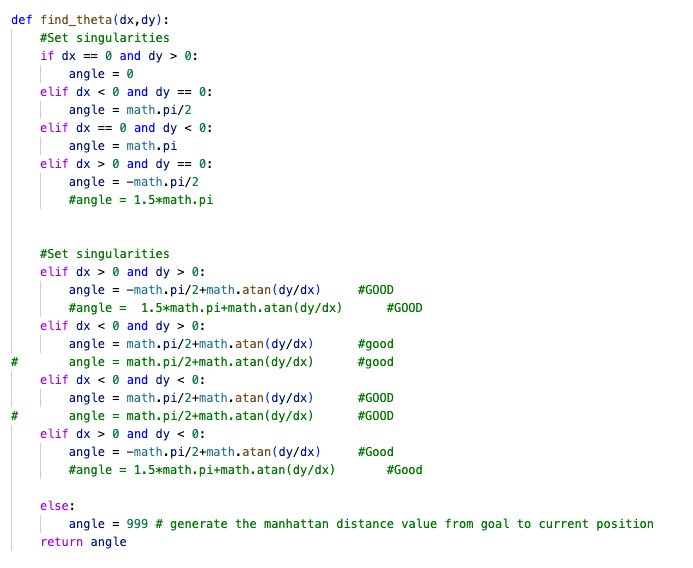 def find_theta(dx,dy):
    #Set singularities
    if dx == 0 and dy > 0:
        angle = 0
    elif dx < 0 and dy == 0:
        angle = math.pi/2
    elif dx == 0 and dy < 0:
        angle = math.pi
    elif dx > 0 and dy == 0:
        angle = -math.pi/2
        #angle = 1.5*math.pi


    #Set singularities
    elif dx > 0 and dy > 0:
        angle = -math.pi/2+math.atan(dy/dx)     #GOOD
        #angle =  1.5*math.pi+math.atan(dy/dx)      #GOOD
    elif dx < 0 and dy > 0:
        angle = math.pi/2+math.atan(dy/dx)      #good
#       angle = math.pi/2+math.atan(dy/dx)      #good
    elif dx < 0 and dy < 0:
        angle = math.pi/2+math.atan(dy/dx)      #GOOD
#       angle = math.pi/2+math.atan(dy/dx)      #GOOD
    elif dx > 0 and dy < 0:
        angle = -math.pi/2+math.atan(dy/dx)     #Good
        #angle = 1.5*math.pi+math.atan(dy/dx)       #Good

    else:
        angle = 999 # generate the manhattan distance value from goal to current position
    return angle